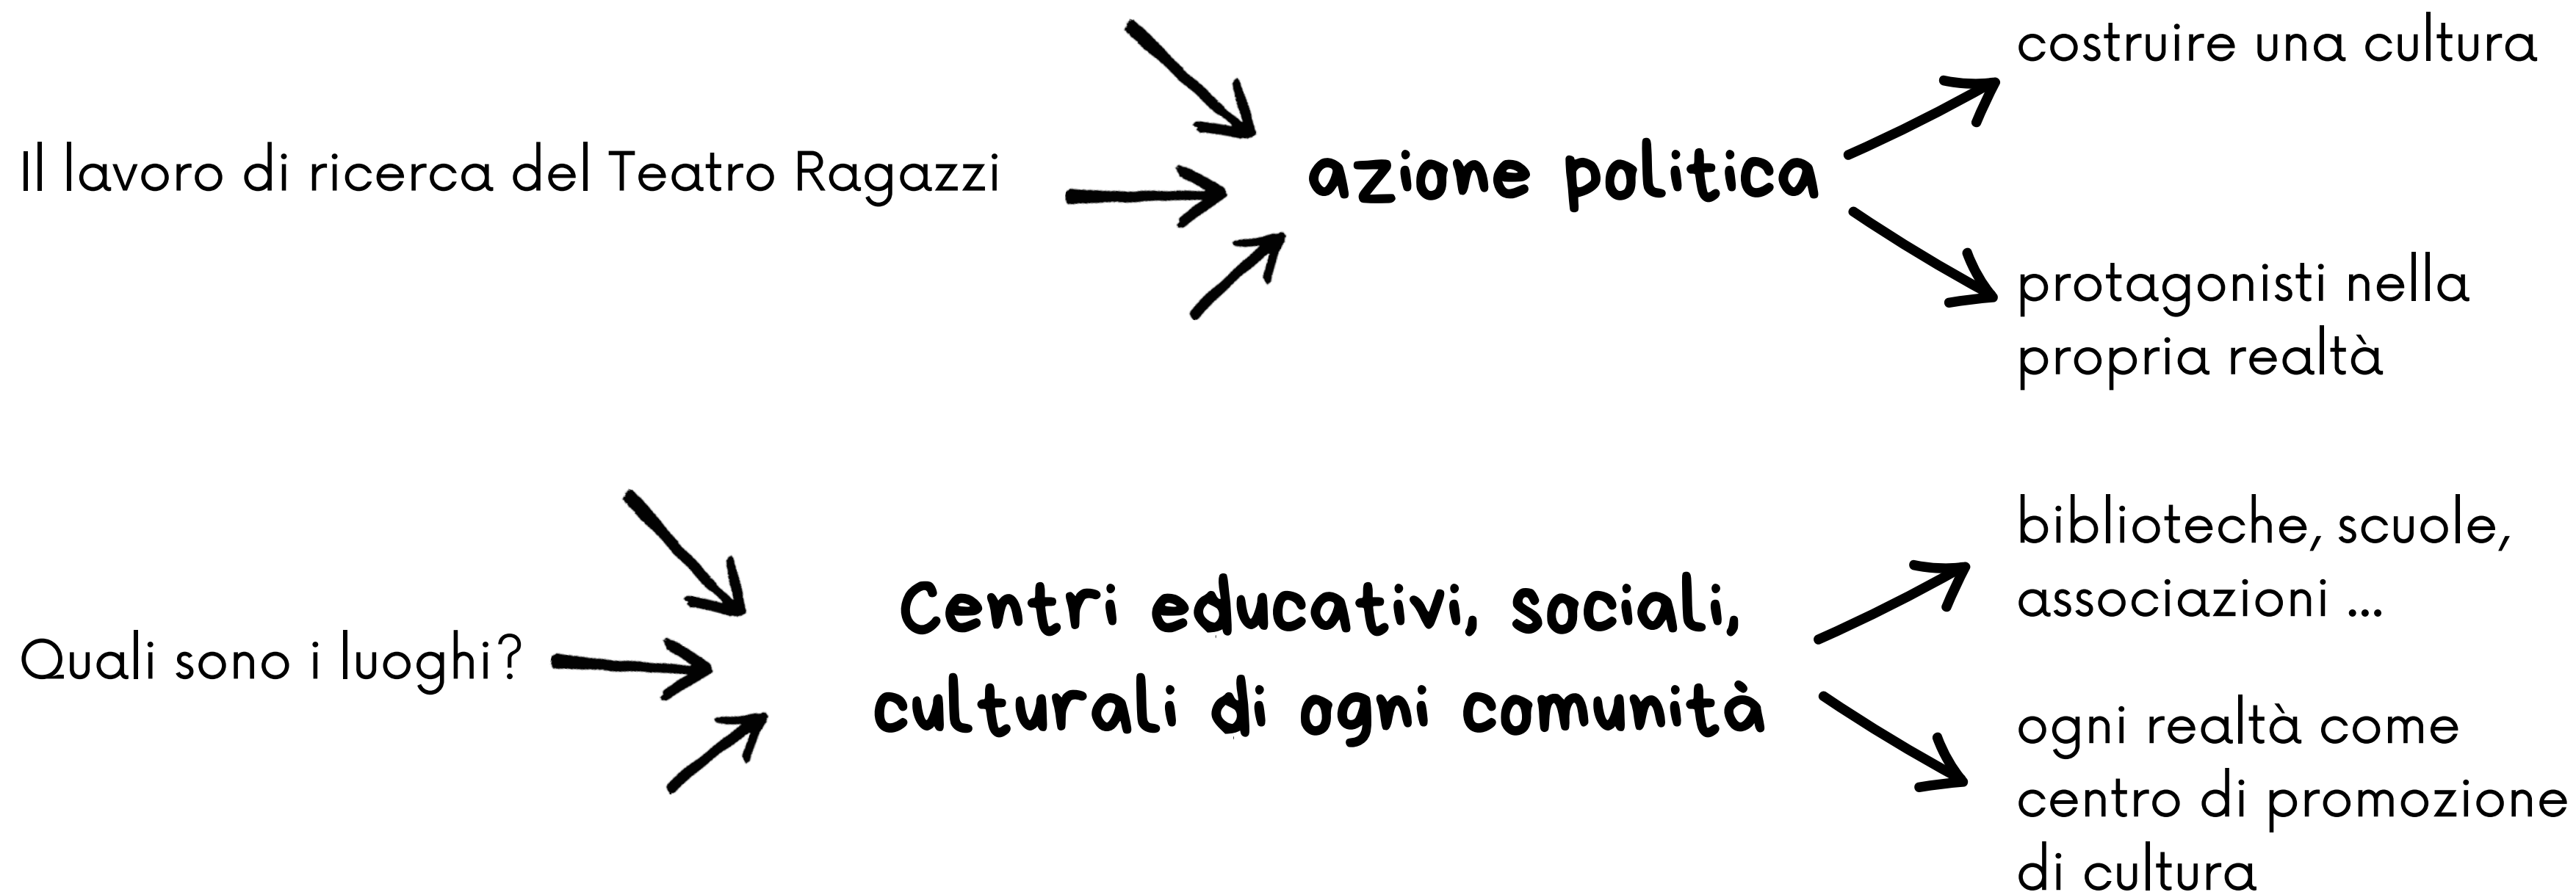 Il lavoro di ricerca del Teatro Ragazzi
azione politica
costruire una cultura
protagonisti nella
propria realtà
Quali sono i luoghi?
Centri educativi, sociali,
culturali di ogni comunità
biblioteche, scuole,
associazioni ...
ogni realtà come
centro di promozione
di cultura